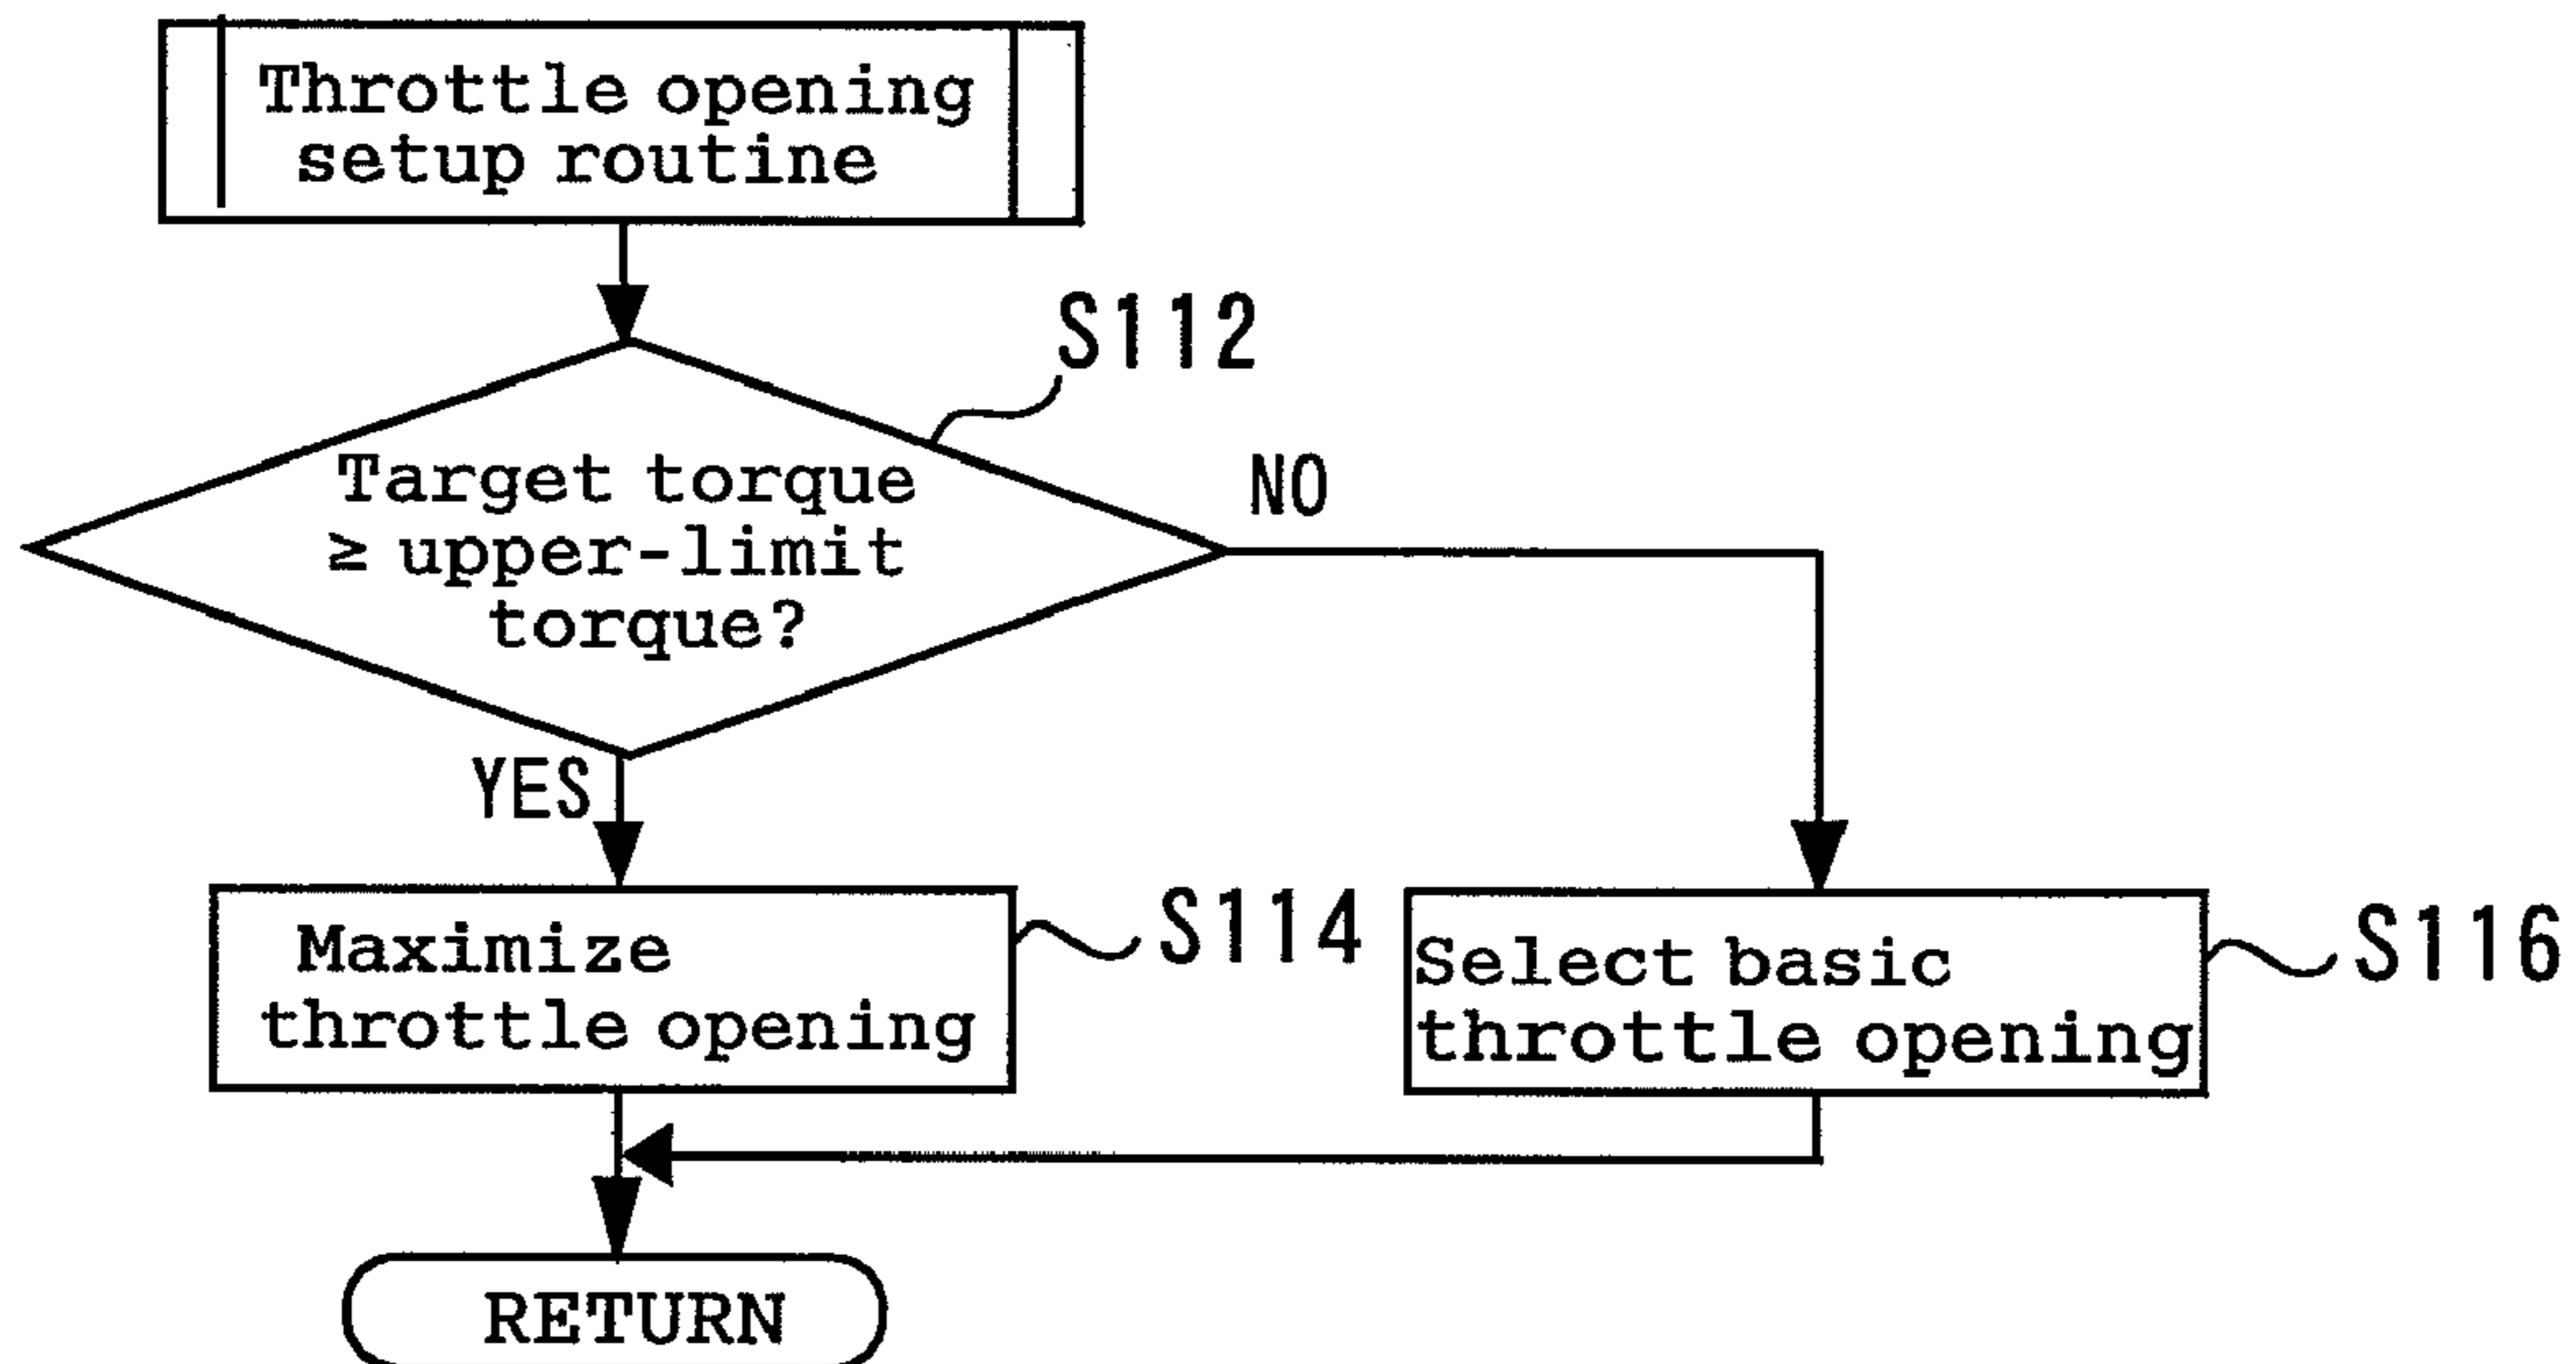 Throttle opening
setup routine
S112
Target torque
≥ upper-limit
torque?
NO
YES
Maximize
throttle opening
S114
Select basic
throttle opening
S116
RETURN